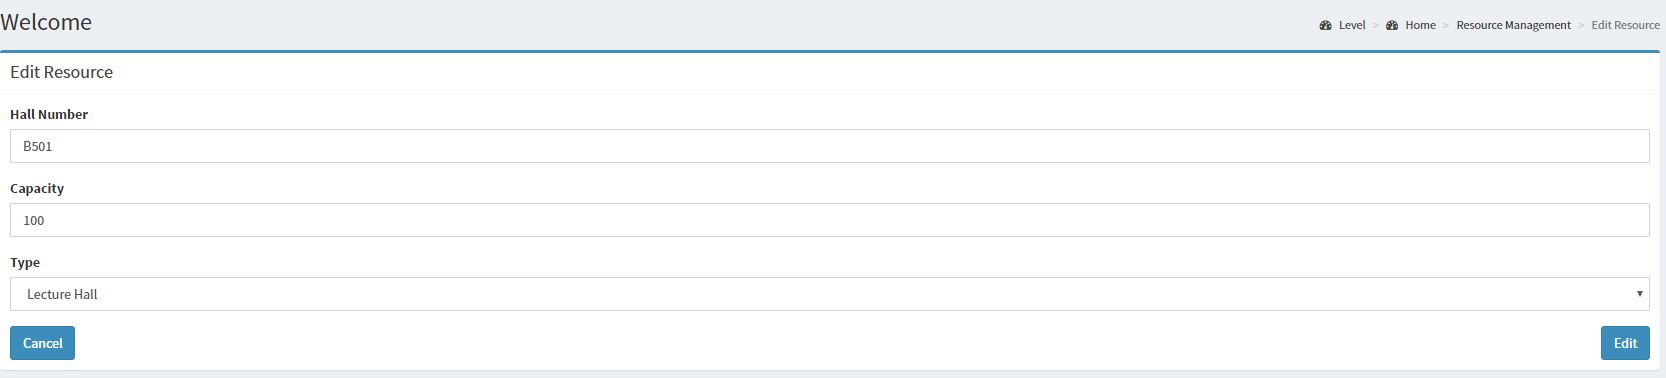 Welcome
Level > Home > Resource Management > Edit Resource
Edit Resource
Hall Number
B501
Capacity
100
Type
Lecture Hall
Cancel
Edit